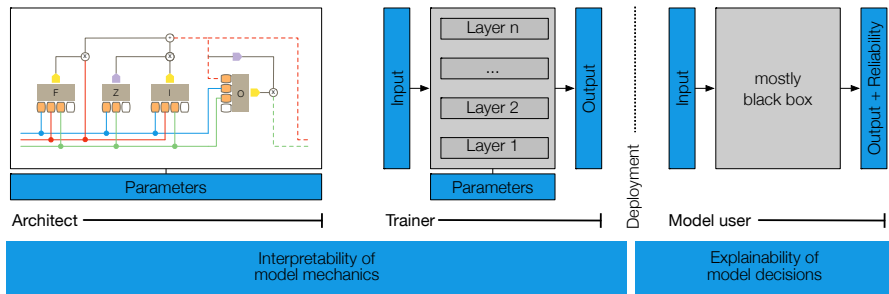 F
Z
I
O
x
x
x
Parameters
Architect
Input
Layer n
...
Layer 2
Layer 1
Output
Parameters
Trainer
Deployment
Input
mostly
black box
Output + Reliability
Model user
Interpretability of
model mechanics
Explainability of
model decisions